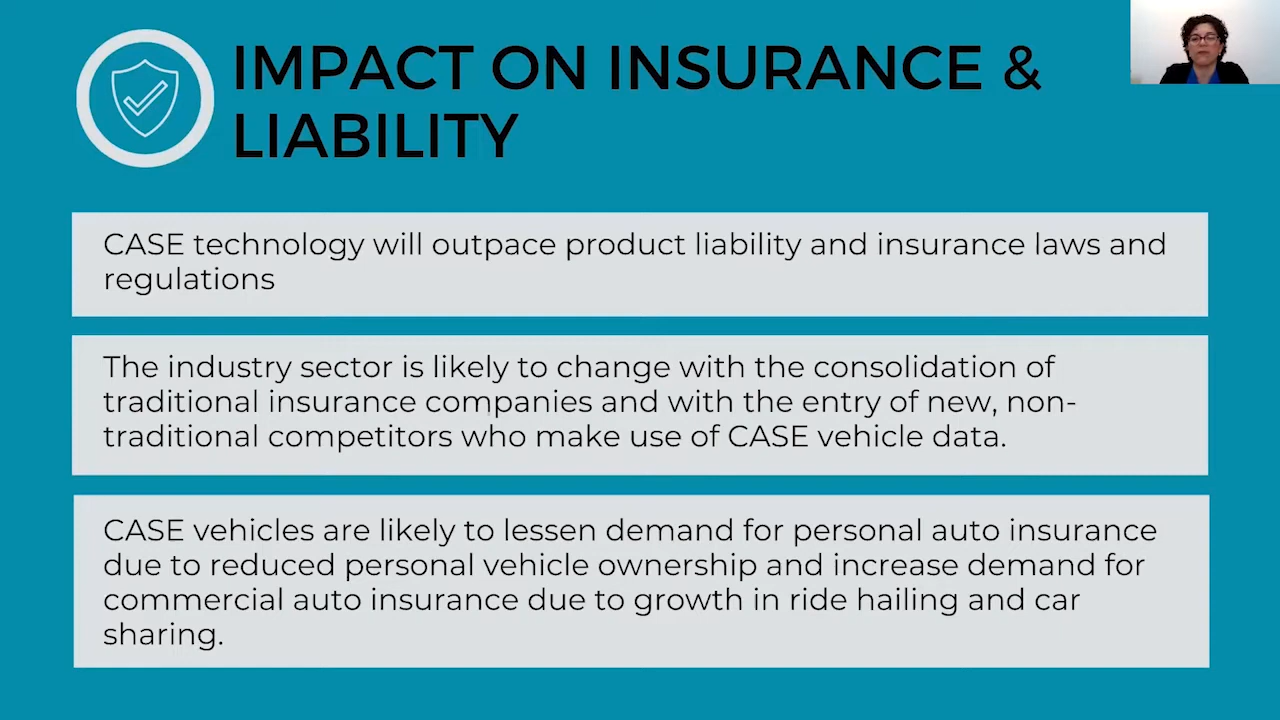 IMPACT ON INSURANCE &
LIABILITY
CASE technology will outpace product liability and insurance laws and
regulations
The industry sector is likely to change with the consolidation of
traditional insurance companies and with the entry of new, non-
traditional competitors who make use of CASE vehicle data.
CASE vehicles are likely to lessen demand for personal auto insurance
due to reduced personal vehicle ownership and increase demand for
commercial auto insurance due to growth in ride hailing and car
sharing.